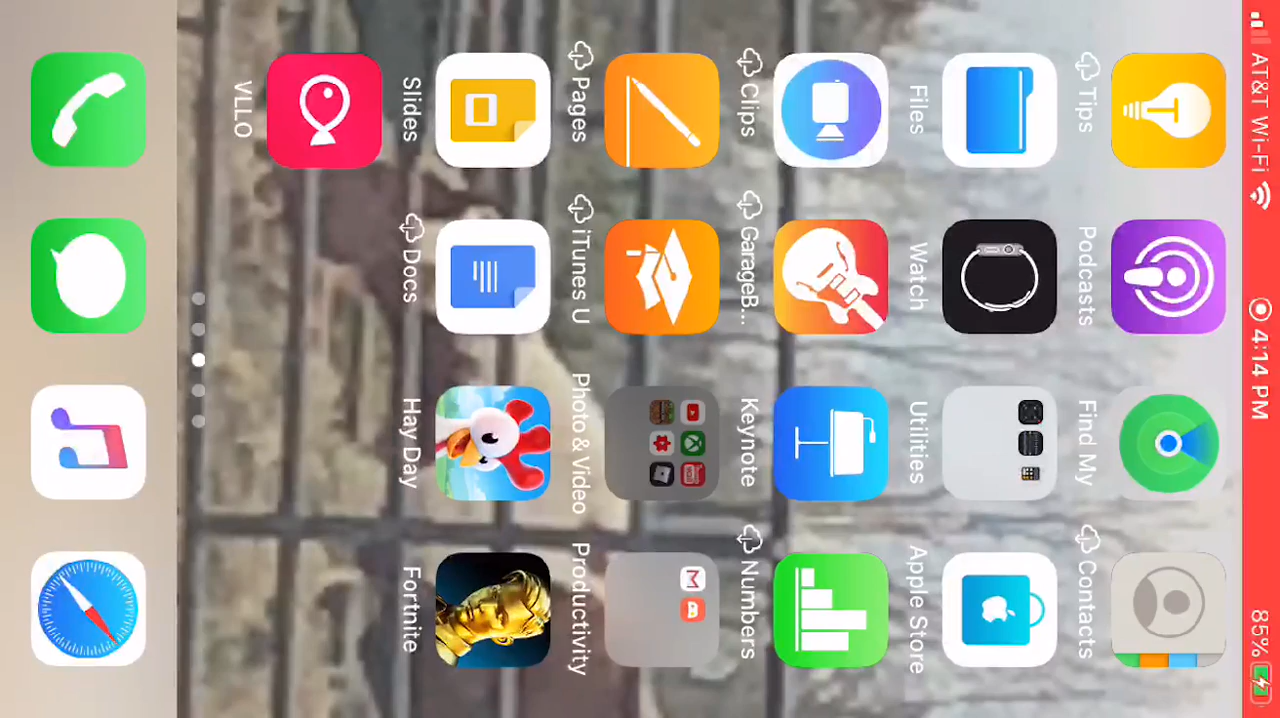 AT&T Wi-Fi 4:14 PM 85%
Tips Podcasts Find My Contacts
Files Watch Utilities Apple Store
Clips GarageB... Keynote Numbers
Pages iTunes U Photo & Video Productivity
Slides Docs Hay Day Fortnite
VLLO